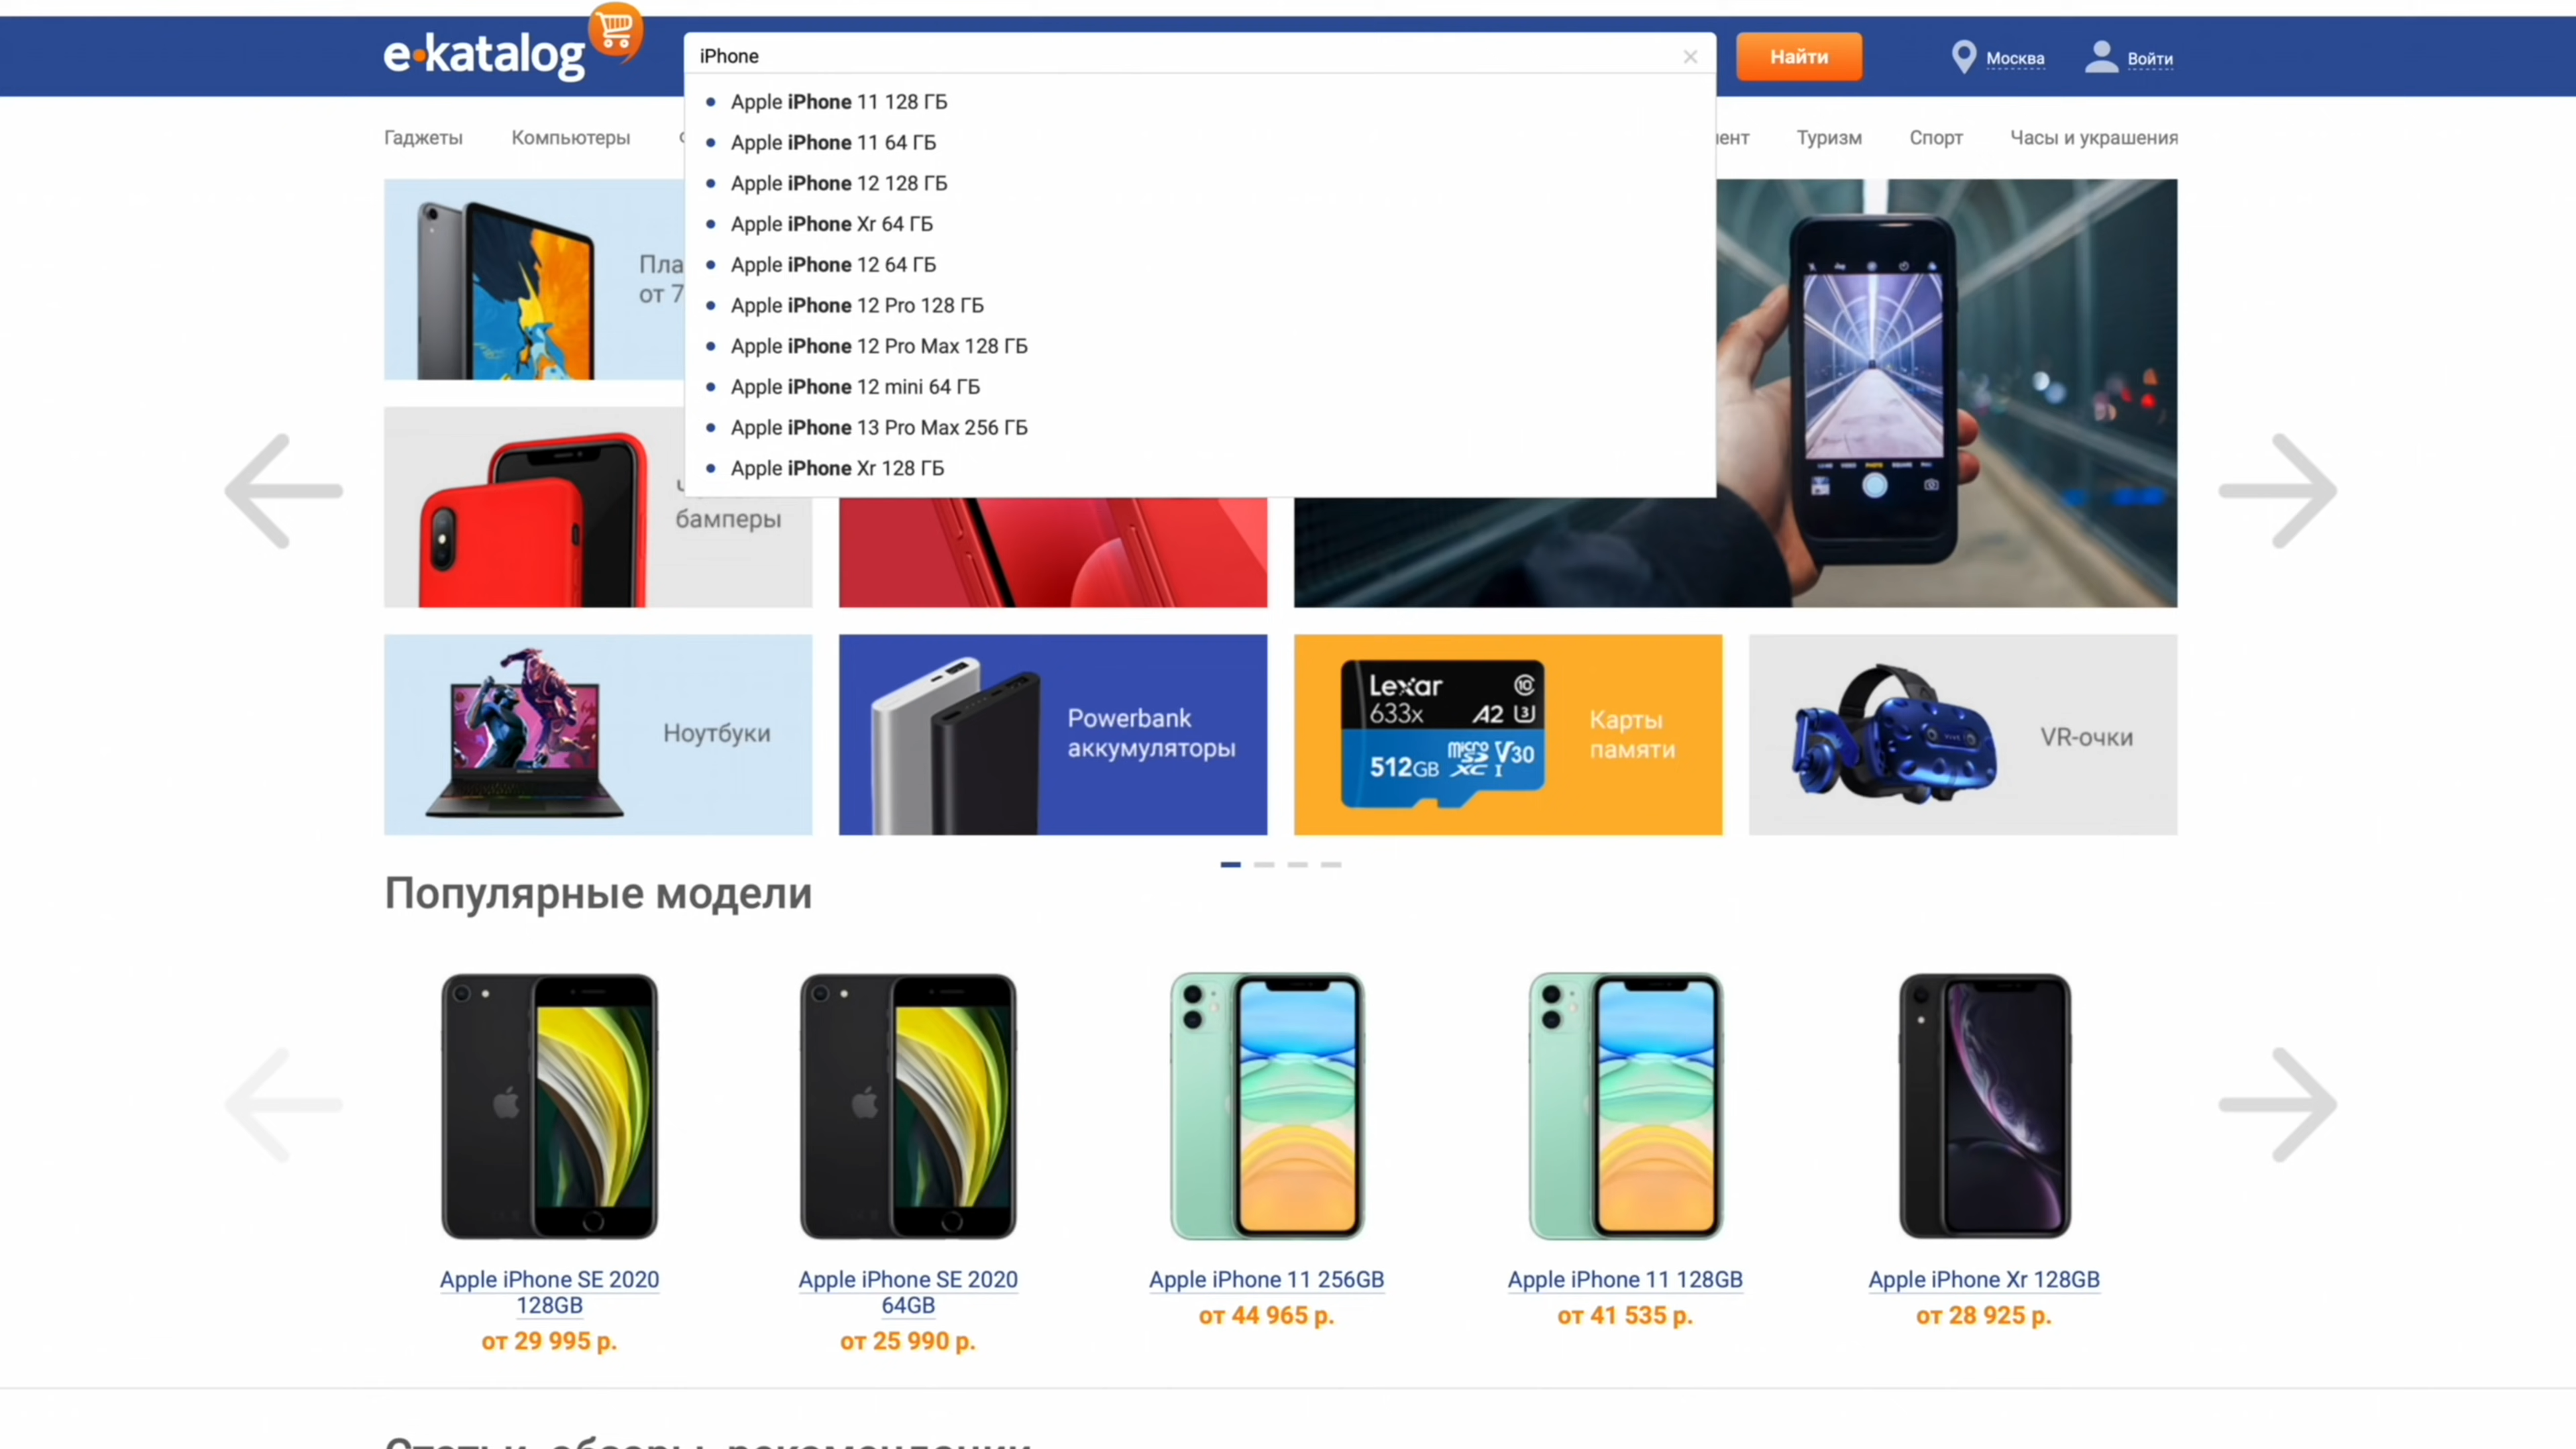 e·katalog
iPhone
Найти
Москва
Войти
Apple iPhone 11 128 ГБ
Apple iPhone 11 64 ГБ
Apple iPhone 12 128 ГБ
Apple iPhone Xr 64 ГБ
Apple iPhone 12 64 ГБ
Apple iPhone 12 Pro 128 ГБ
Apple iPhone 12 Pro Max 128 ГБ
Apple iPhone 12 mini 64 ГБ
Apple iPhone 13 Pro Max 256 ГБ
Apple iPhone Xr 128 ГБ
Гаджеты
Компьютеры
Туризм
Спорт
Часы и украшения
от 7
бамперы
Ноутбуки
Powerbank
аккумуляторы
Lexar
633x A2 U3
512GB micro SD XC I V30
Карты
памяти
VR-очки
Популярные модели
Apple iPhone SE 2020
128GB
от 29 995 р.
Apple iPhone SE 2020
64GB
от 25 990 р.
Apple iPhone 11 256GB
от 44 965 р.
Apple iPhone 11 128GB
от 41 535 р.
Apple iPhone Xr 128GB
от 28 925 р.